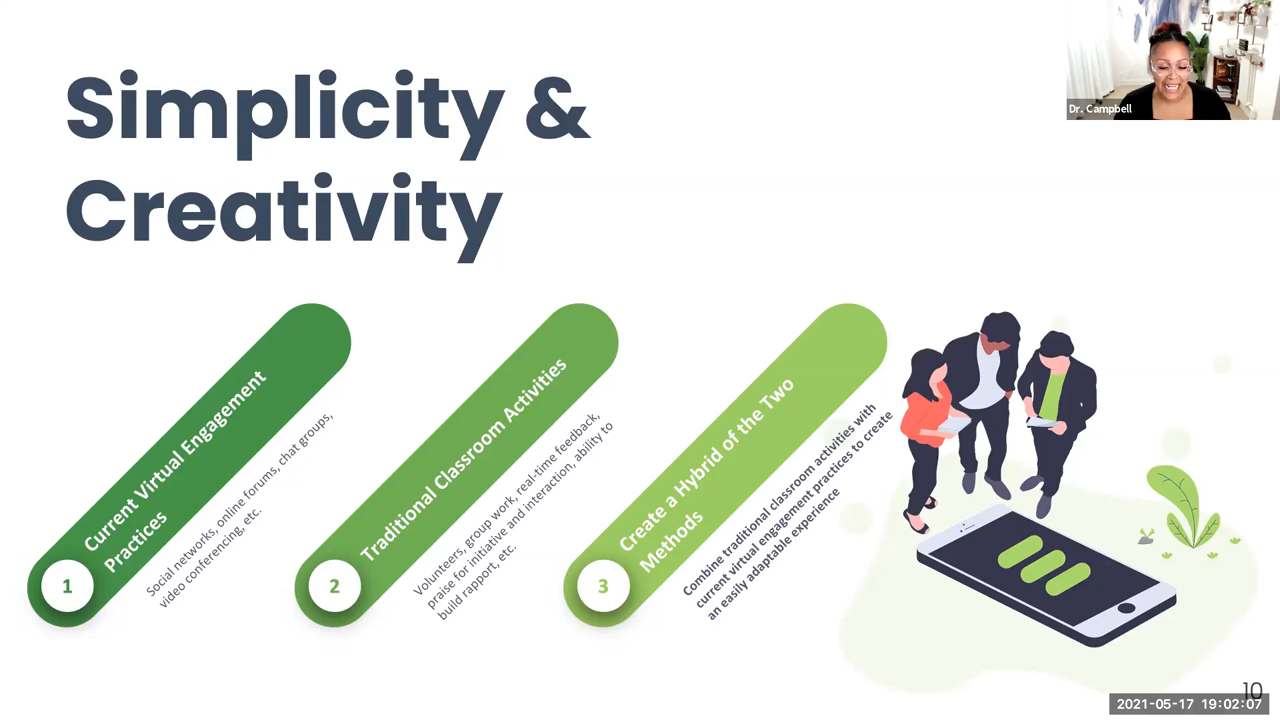 Simplicity &
Creativity
Dr. Campbell
1
Current Virtual Engagement
Practices
Social networks, online forums, chat groups,
video conferencing, etc.
2
Traditional Classroom Activities
Volunteers, group work, real-time feedback,
praise for initiative and interaction, ability to
build rapport, etc.
3
Create a Hybrid of the Two
Methods
Combine traditional classroom activities with
current virtual engagement practices to create
an easily adaptable experience
10
2021-05-17 19:02:07